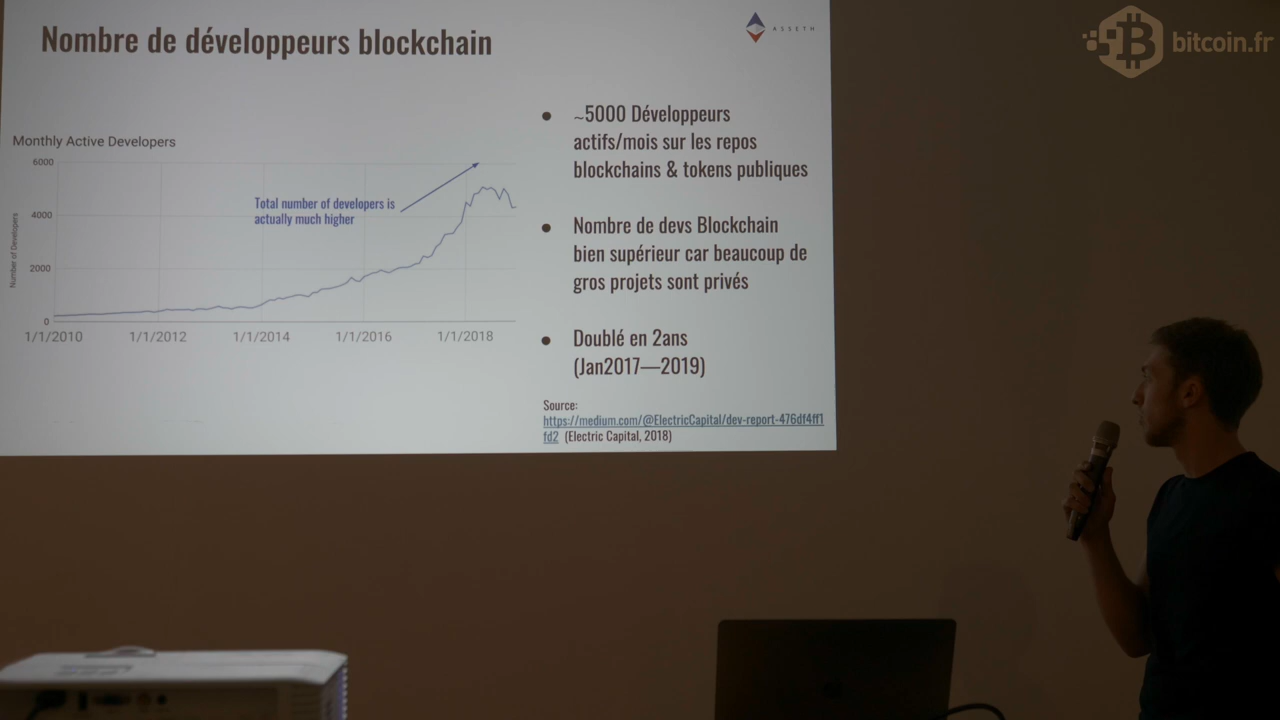 Nombre de développeurs blockchain
ASSETH
bitcoin.fr
Monthly Active Developers
6000
4000
2000
0
Number of Developers
Total number of developers is
actually much higher
1/1/2010
1/1/2012
1/1/2014
1/1/2016
1/1/2018
● ~5000 Développeurs
actifs/mois sur les repos
blockchains & tokens publiques
● Nombre de devs Blockchain
bien supérieur car beaucoup de
gros projets sont privés
● Doublé en 2ans
(Jan2017—2019)
Source:
https://medium.com/@ElectricCapital/dev-report-476df4ff1
fd2 (Electric Capital, 2018)